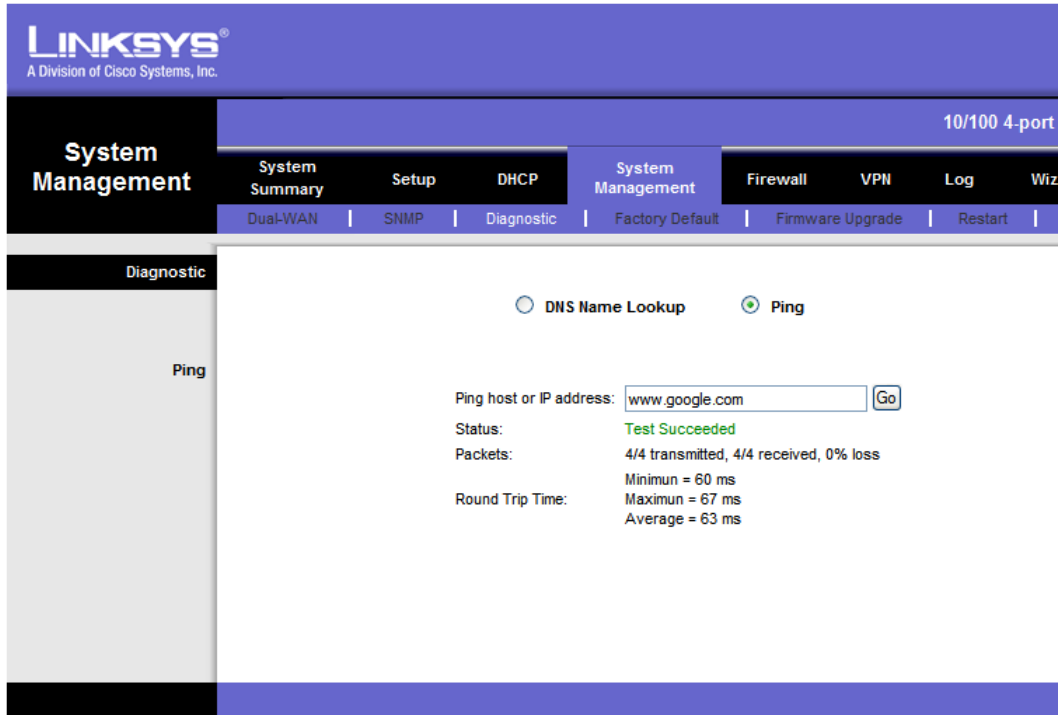 LINKSYS®
A Division of Cisco Systems, Inc.
10/100 4-port
System Management
System Summary Setup DHCP System Management Firewall VPN Log Wiz
Dual-WAN | SNMP | Diagnostic | Factory Default | Firmware Upgrade | Restart |
Diagnostic
DNS Name Lookup Ping
Ping
Ping host or IP address: www.google.com Go
Status: Test Succeeded
Packets: 4/4 transmitted, 4/4 received, 0% loss
Minimun = 60 ms
Round Trip Time: Maximun = 67 ms
Average = 63 ms